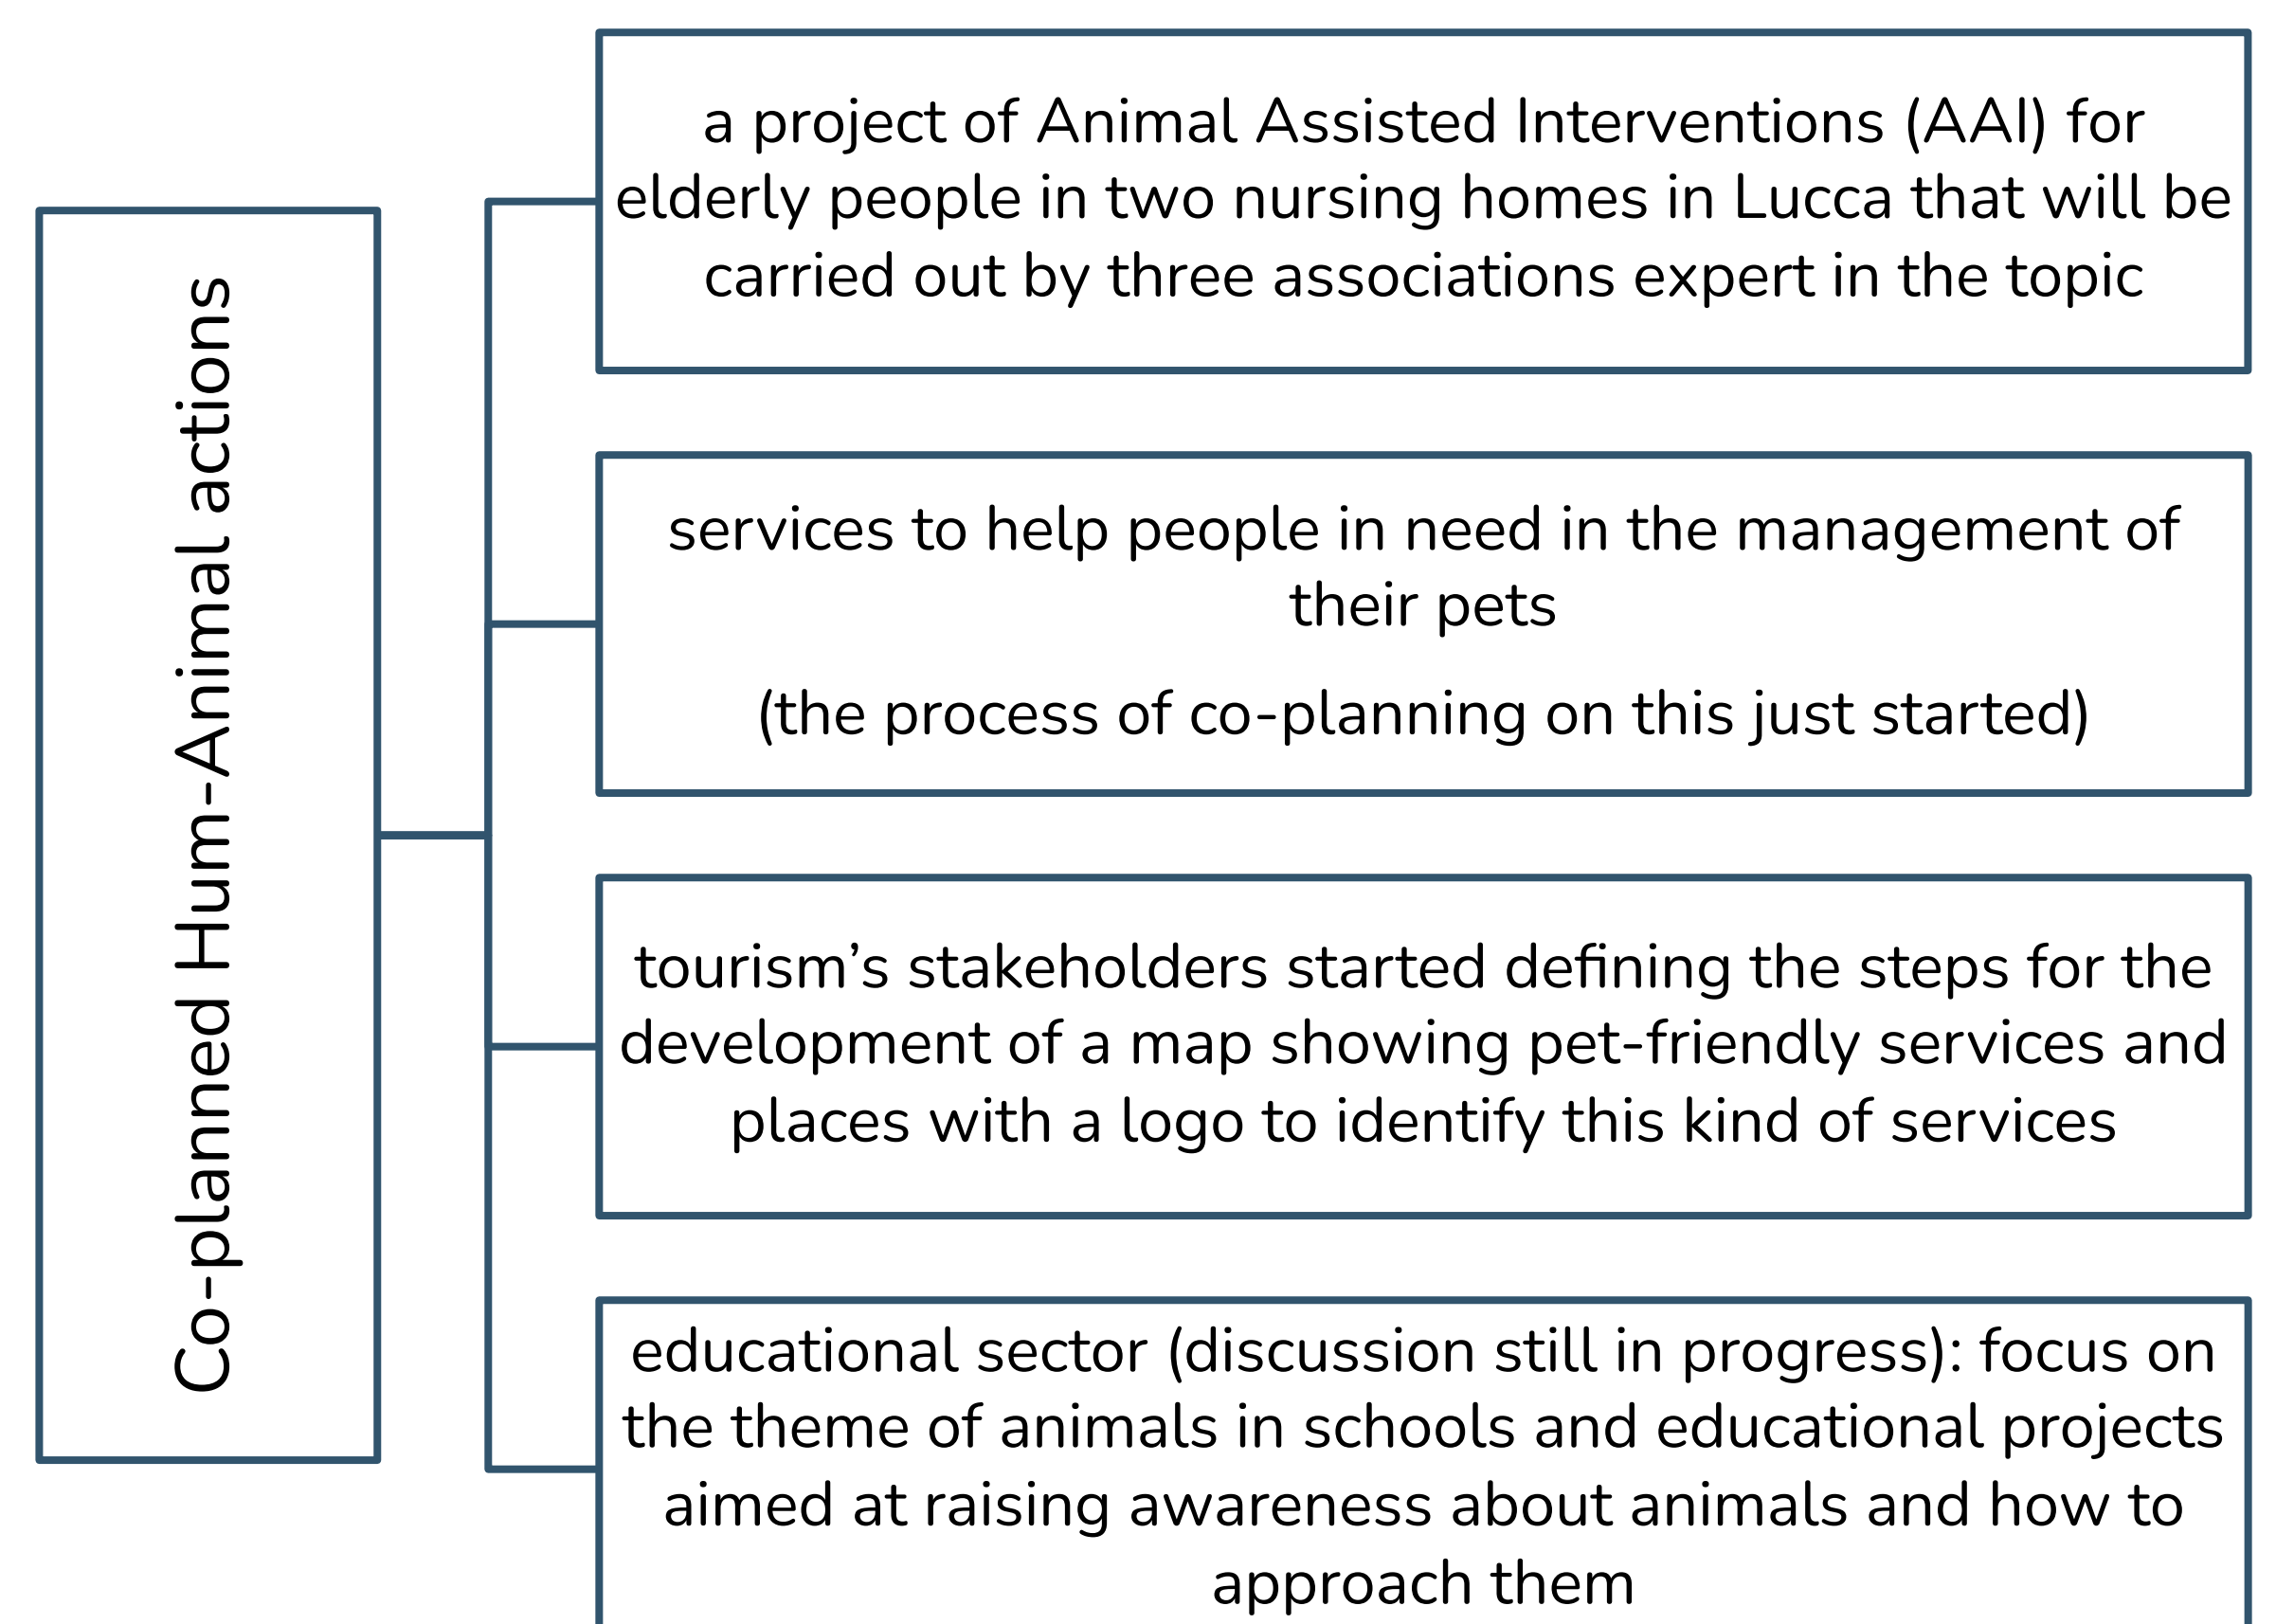 Co-planned Hum-Animal actions
a project of Animal Assisted Interventions (AAI) for
elderly people in two nursing homes in Lucca that will be
carried out by three associations expert in the topic
services to help people in need in the management of
their pets
(the process of co-planning on this just started)
tourism’s stakeholders started defining the steps for the
development of a map showing pet-friendly services and
places with a logo to identify this kind of services
educational sector (discussion still in progress): focus on
the theme of animals in schools and educational projects
aimed at raising awareness about animals and how to
approach them